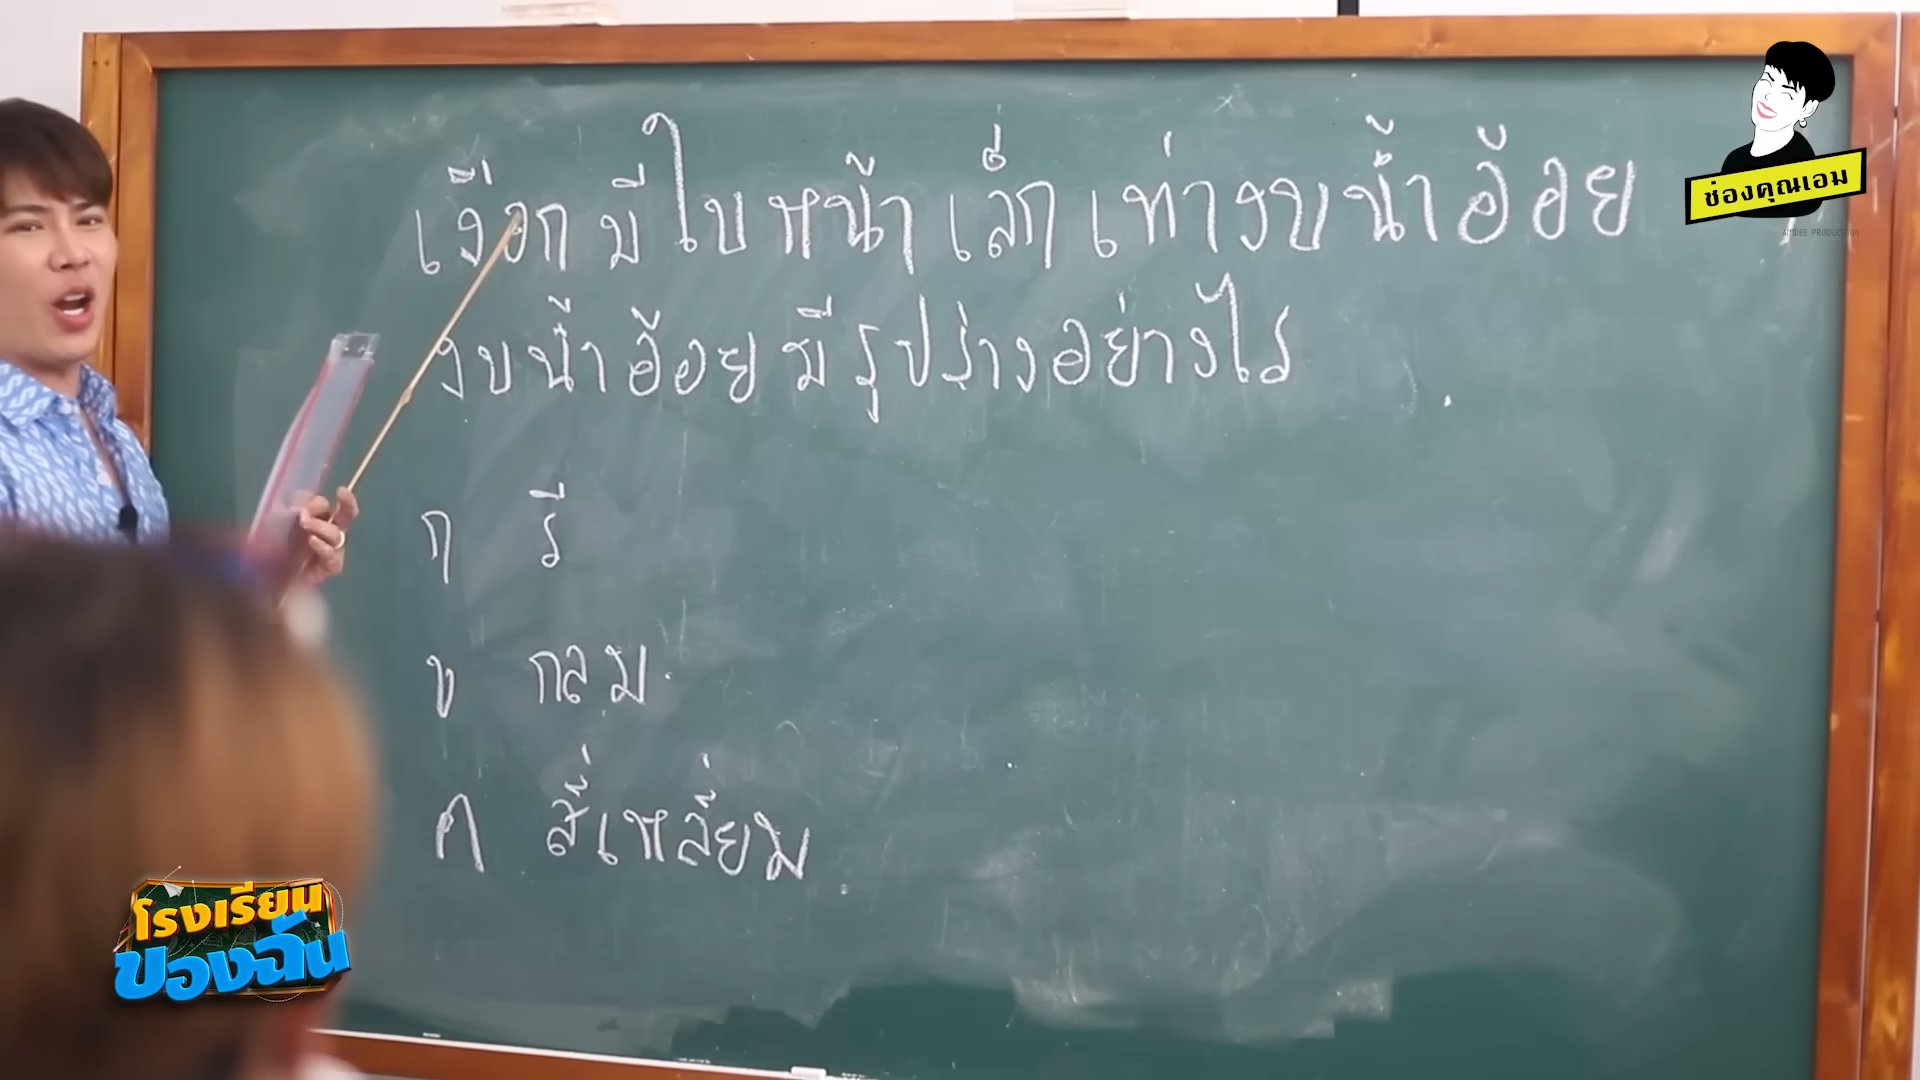 เงือกมีใบหน้าเล็กเท่างบน้ำอ้อย
งบน้ำอ้อยมีรูปร่างอย่างไร
ก รี
ข กลม
ค สี่เหลี่ยม
ช่องคุณเอม
AIMDEE PRODUCTION
โรงเรียน
ของฉัน